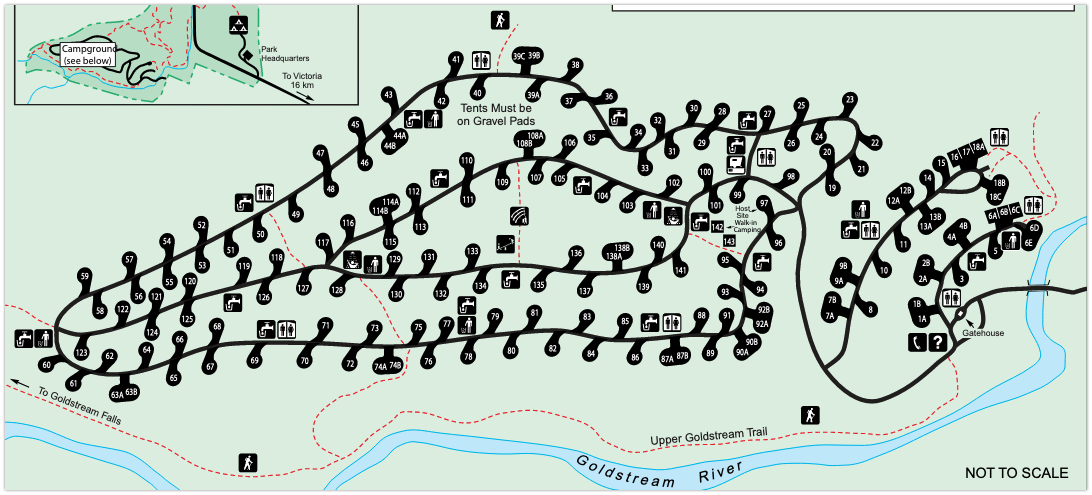 Campground
(see below)
Park
Headquarters
To Victoria
16 km
Tents Must be
on Gravel Pads
41
39C
39B
38
42
40
39A
37
36
43
44A
44B
45
46
47
48
49
50
51
52
53
54
55
56
57
58
59
60
61
62
63A
63B
64
65
66
67
68
69
70
71
72
73
74A
74B
75
76
77
78
79
80
81
82
83
84
85
86
87A
87B
88
89
90B
90A
91
92B
92A
93
94
95
96
97
98
99
100
101
102
103
104
105
106
107
108A
108B
109
110
111
112
113
114A
114B
115
116
117
118
119
120
121
122
123
124
125
126
127
128
129
130
131
132
133
134
135
136
137
138B
138A
139
140
141
Host
Site
Walk-in
Camping
142
143
35
34
33
32
31
30
29
28
27
26
25
24
23
22
21
20
19
18A
17
16
15
18B
18C
14
13B
13A
12B
12A
11
10
9B
9A
8
7B
7A
6A
6B
6C
6D
6E
5
4B
4A
3
2B
2A
1B
1A
?
Gatehouse
To Goldstream Falls
Upper Goldstream Trail
Goldstream River
NOT TO SCALE